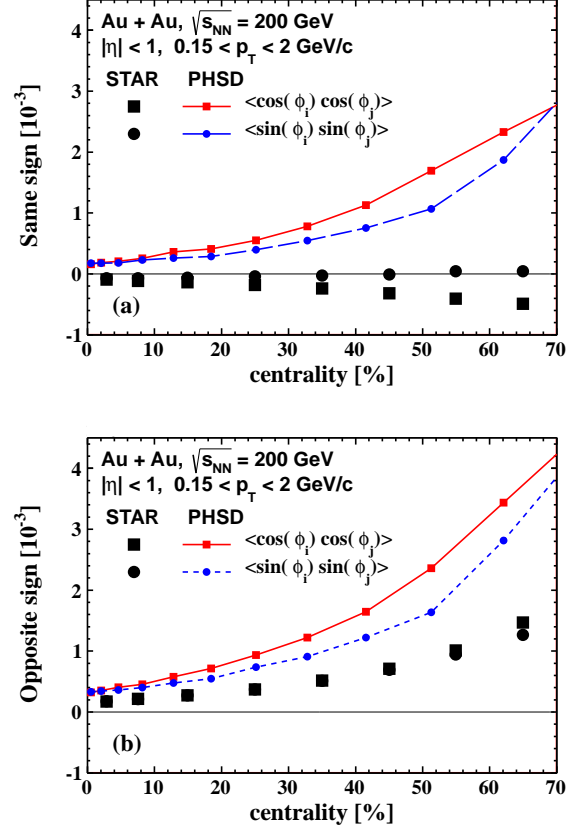 Au + Au, √sNN = 200 GeV
|η| < 1, 0.15 < pT < 2 GeV/c
STAR PHSD
<cos(ϕi) cos(ϕj)>
<sin(ϕi) sin(ϕj)>
Same sign [10-3]
4
3
2
1
0
-1
(a)
0 10 20 30 40 50 60 70
centrality [%]
Au + Au, √sNN = 200 GeV
|η| < 1, 0.15 < pT < 2 GeV/c
STAR PHSD
<cos(ϕi) cos(ϕj)>
<sin(ϕi) sin(ϕj)>
Opposite sign [10-3]
4
3
2
1
0
-1
(b)
0 10 20 30 40 50 60 70
centrality [%]